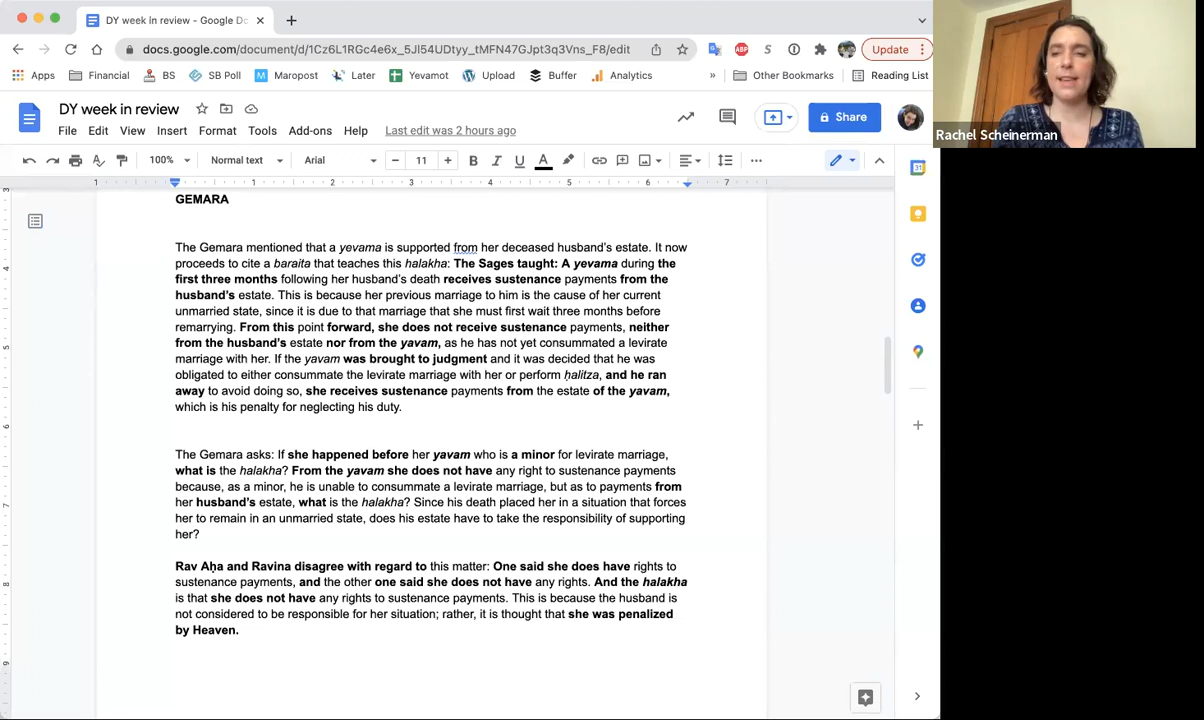 DY week in review - Google Dc
docs.google.com/document/d/1Cz6L1RGc4e6x_5Jl54UDtyy_tMFN47GJpt3q3Vns_F8/edit
Update
Apps Financial BS SB Poll Maropost Later Yevamot Upload Buffer Analytics » Other Bookmarks Reading List
DY week in review
File Edit View Insert Format Tools Add-ons Help Last edit was 2 hours ago
Share
Rachel Scheinerman
100% Normal text Arial 11 B I U A
1 1 2 3 4 5 6 7
3
4
5
6
7
8
9
31
GEMARA
The Gemara mentioned that a yevama is supported from her deceased husband's estate. It now
proceeds to cite a baraita that teaches this halakha: The Sages taught: A yevama during the
first three months following her husband's death receives sustenance payments from the
husband's estate. This is because her previous marriage to him is the cause of her current
unmarried state, since it is due to that marriage that she must first wait three months before
remarrying. From this point forward, she does not receive sustenance payments, neither
from the husband's estate nor from the yavam, as he has not yet consummated a levirate
marriage with her. If the yavam was brought to judgment and it was decided that he was
obligated to either consummate the levirate marriage with her or perform ḥalitza, and he ran
away to avoid doing so, she receives sustenance payments from the estate of the yavam,
which is his penalty for neglecting his duty.
The Gemara asks: If she happened before her yavam who is a minor for levirate marriage,
what is the halakha? From the yavam she does not have any right to sustenance payments
because, as a minor, he is unable to consummate a levirate marriage, but as to payments from
her husband's estate, what is the halakha? Since his death placed her in a situation that forces
her to remain in an unmarried state, does his estate have to take the responsibility of supporting
her?
Rav Aḥa and Ravina disagree with regard to this matter: One said she does have rights to
sustenance payments, and the other one said she does not have any rights. And the halakha
is that she does not have any rights to sustenance payments. This is because the husband is
not considered to be responsible for her situation; rather, it is thought that she was penalized
by Heaven.